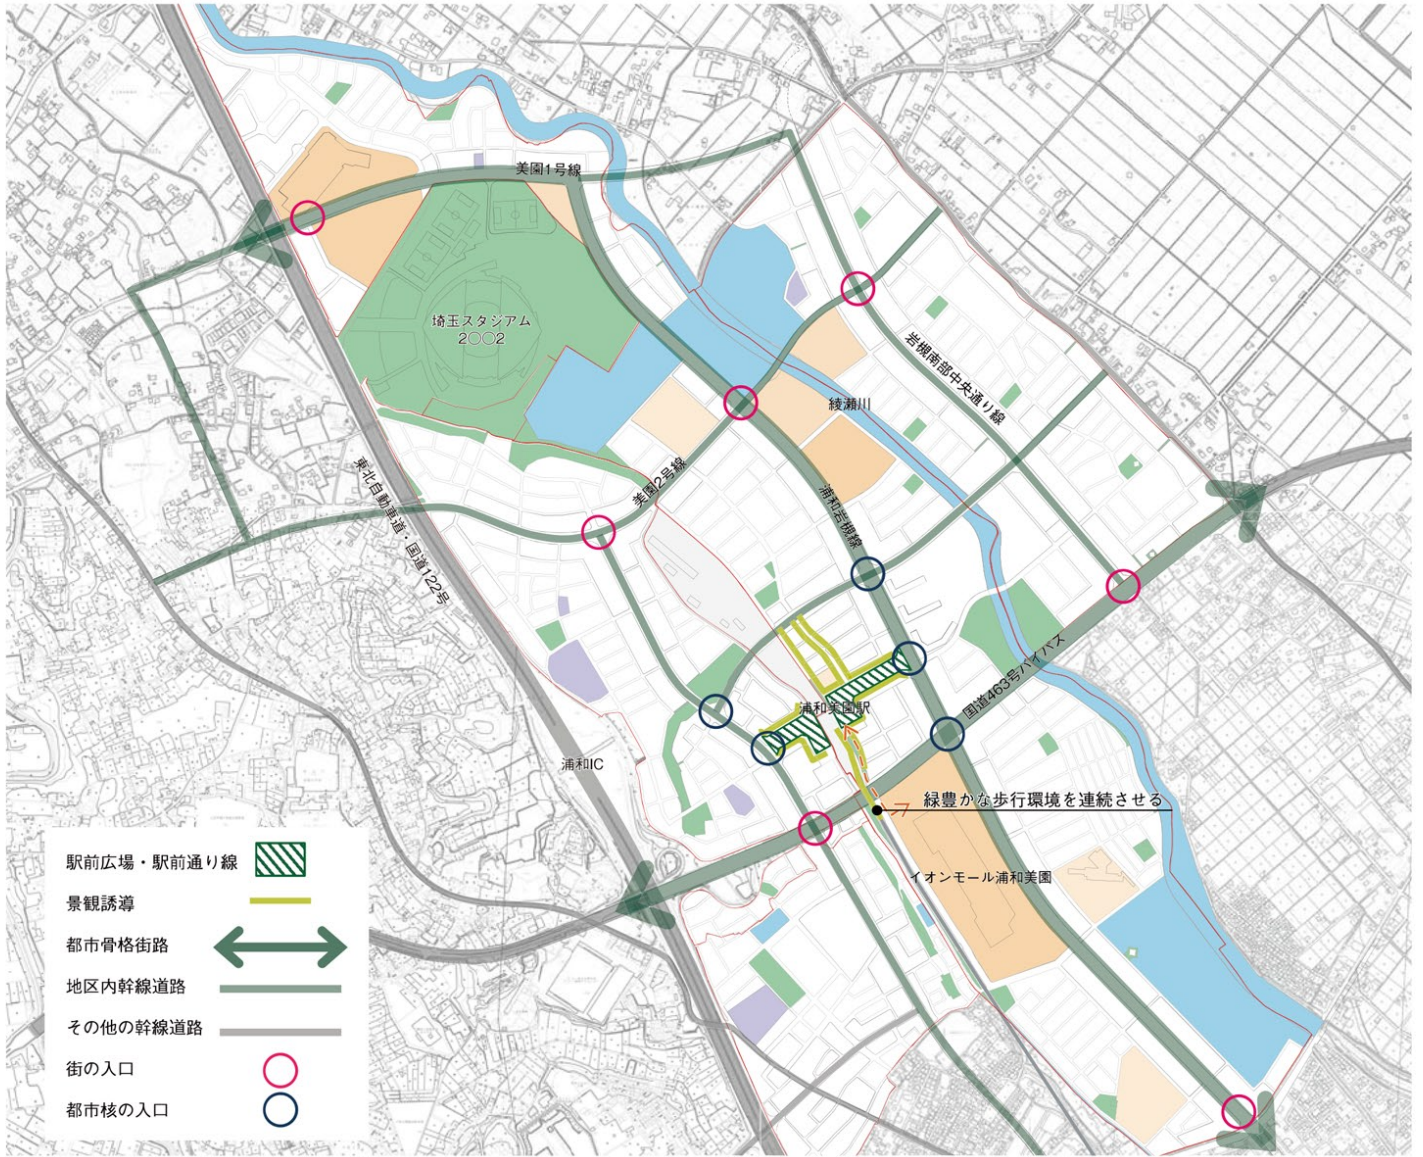 美園1号線
埼玉スタジアム
2○○2
岩槻南部中央通り線
綾瀬川
美園2号線
浦和岩槻線
東北自動車道・国道122号
国道463号バイパス
浦和美園駅
浦和IC
緑豊かな歩行環境を連続させる
イオンモール浦和美園
駅前広場・駅前通り線
景観誘導
都市骨格街路
地区内幹線道路
その他の幹線道路
街の入口
都市核の入口